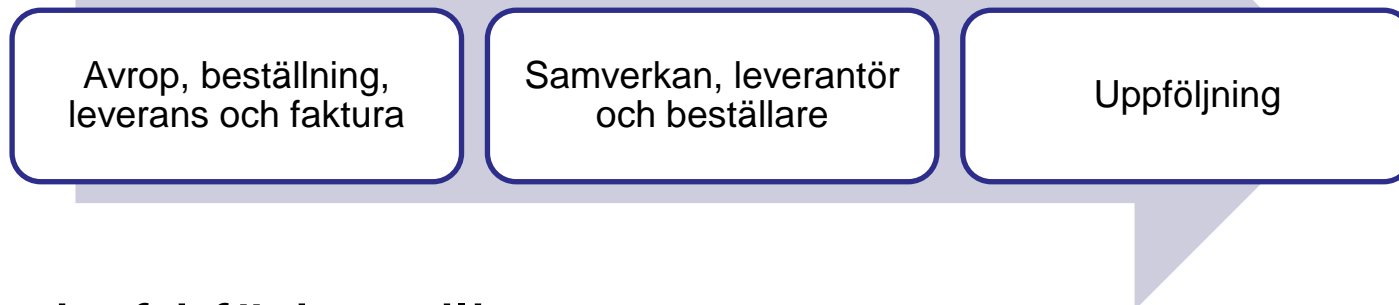 Avrop, beställning,
leverans och faktura
Samverkan, leverantör
och beställare
Uppföljning